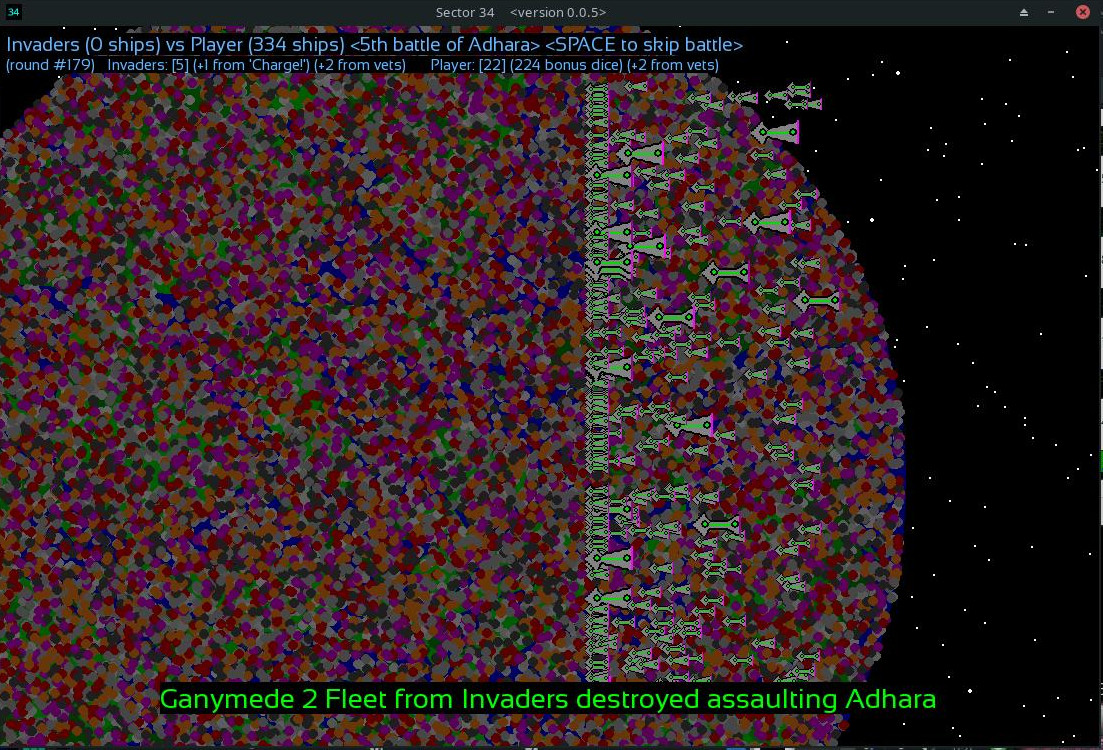 34
Sector 34 <version 0.0.5>
Invaders (0 ships) vs Player (334 ships) <5th battle of Adhara> <SPACE to skip battle>
(round #179) Invaders: [5] (+1 from 'Charge!') (+2 from vets) Player: [22] (224 bonus dice) (+2 from vets)
Ganymede 2 Fleet from Invaders destroyed assaulting Adhara